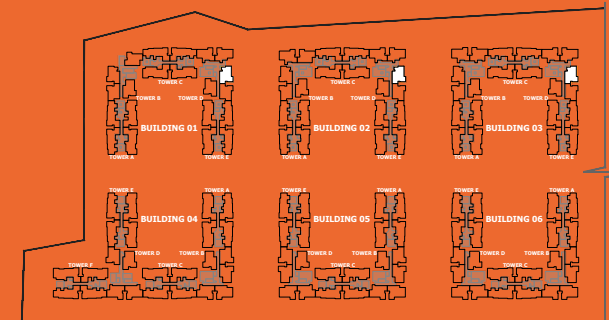 TOWER C TOWER C TOWER C
TOWER B TOWER D TOWER B TOWER D TOWER B TOWER D
BUILDING 01 BUILDING 02 BUILDING 03
TOWER A TOWER E TOWER A TOWER E TOWER A TOWER E
TOWER E TOWER A TOWER E TOWER A TOWER E TOWER A
BUILDING 04 BUILDING 05 BUILDING 06
TOWER D TOWER B TOWER D TOWER B TOWER D TOWER B
TOWER F TOWER C TOWER C TOWER C